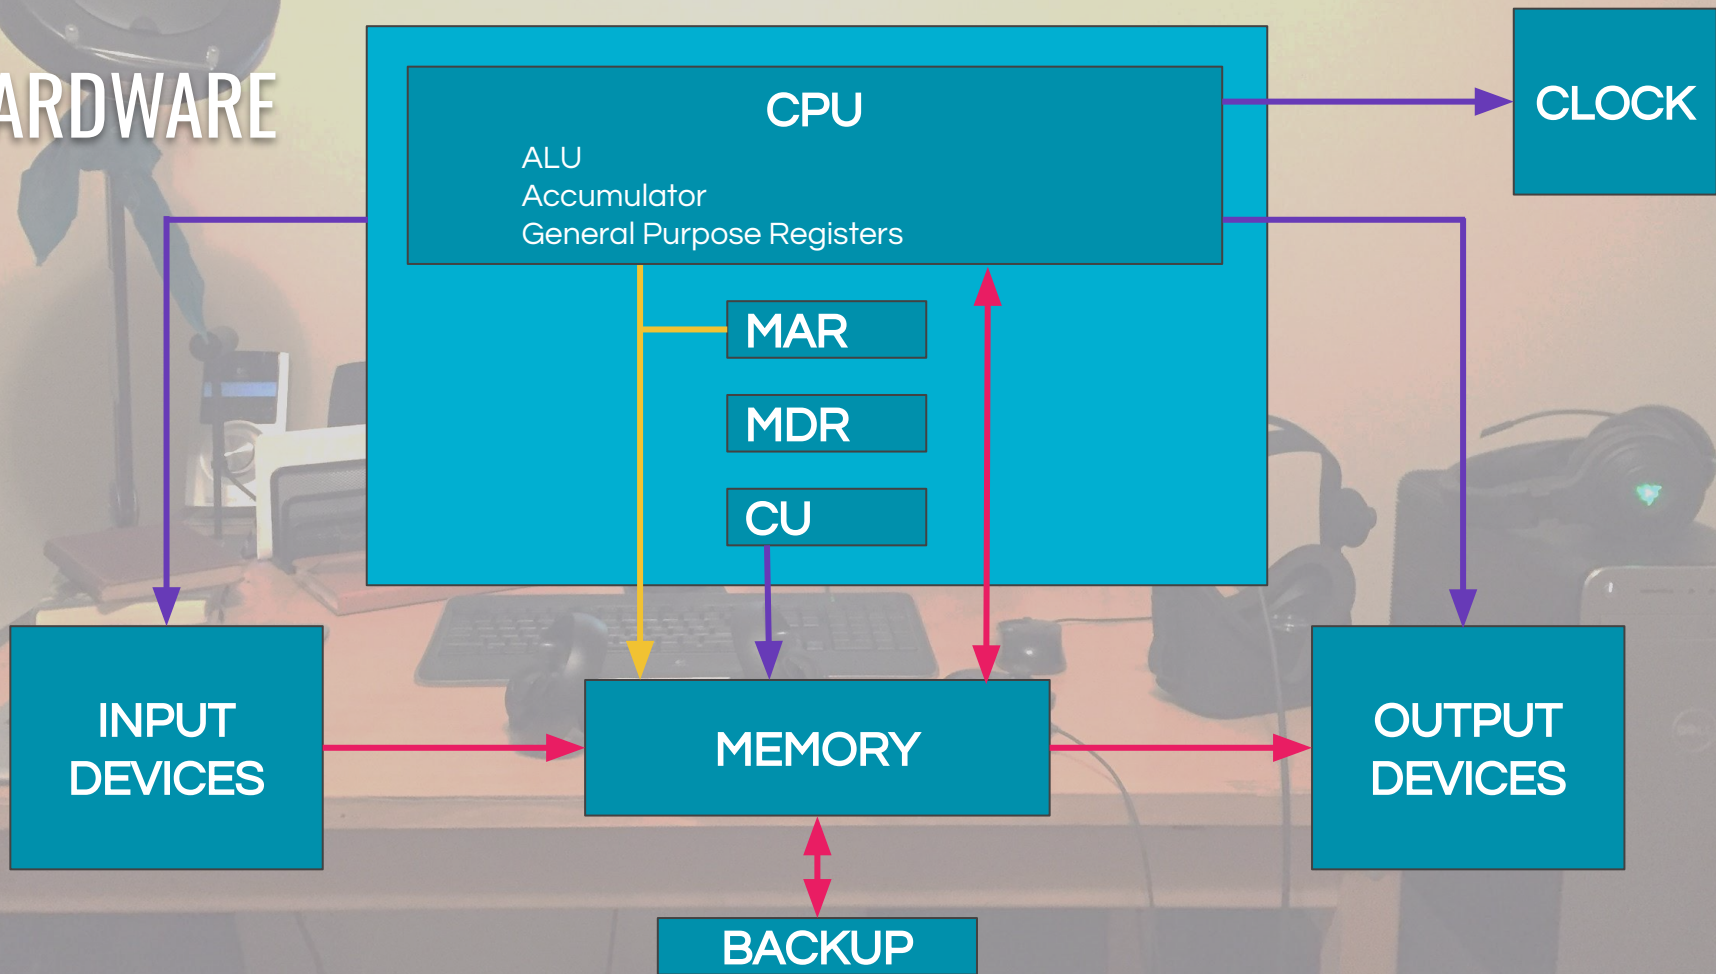 ARDWARE
CPU
ALU
Accumulator
General Purpose Registers
CLOCK
MAR
MDR
CU
INPUT
DEVICES
MEMORY
OUTPUT
DEVICES
BACKUP